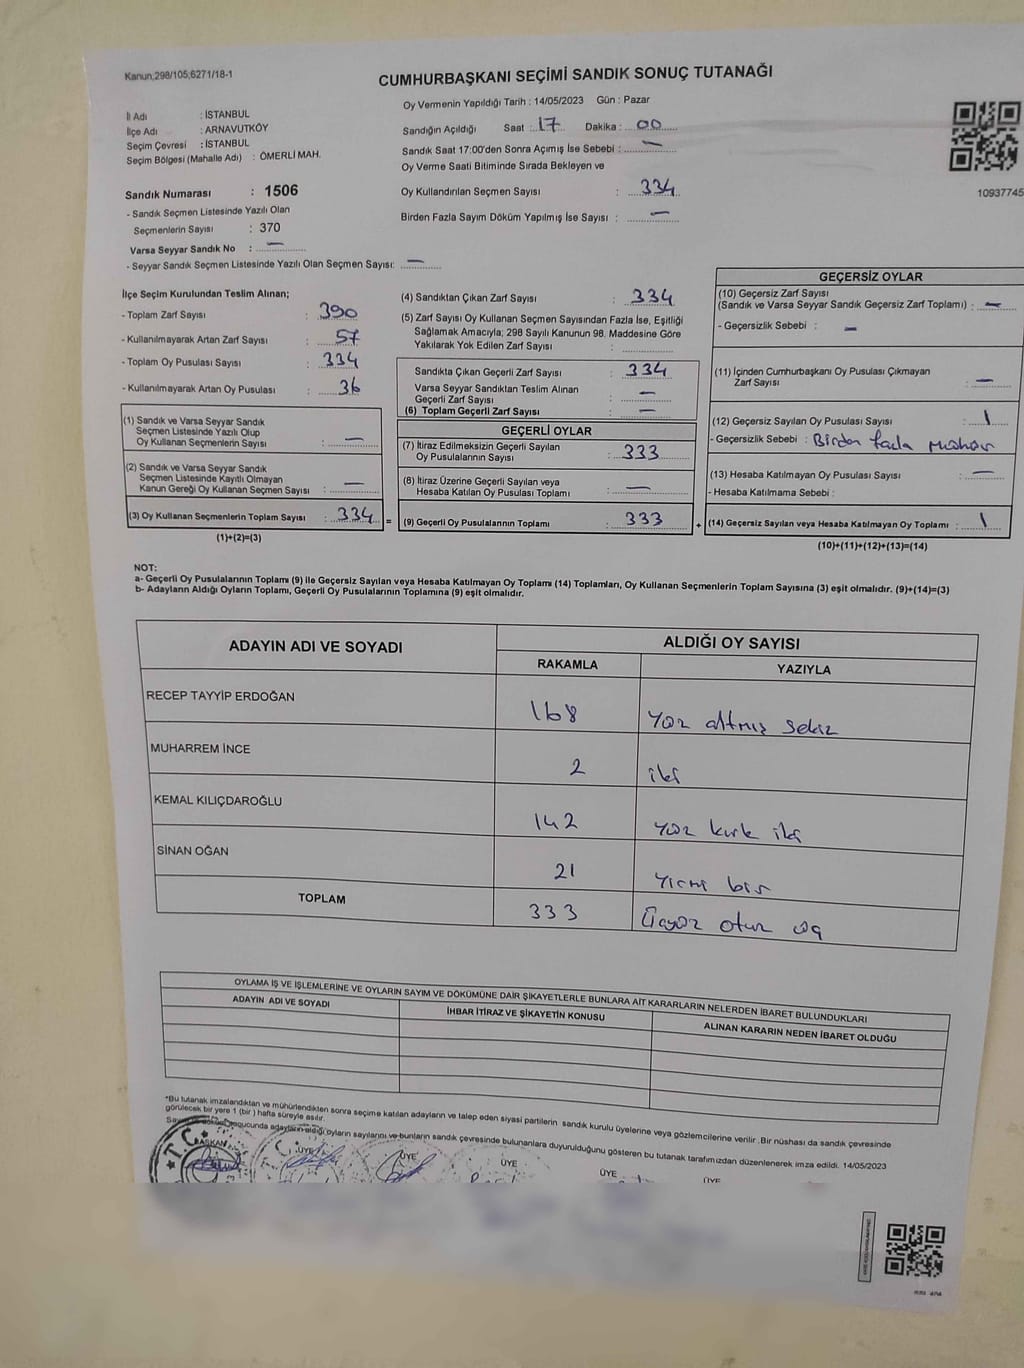 Kanun;298/105;6271/18-1
CUMHURBAŞKANI SEÇİMİ SANDIK SONUÇ TUTANAĞI
İl Adı : İSTANBUL
İlçe Adı : ARNAVUTKÖY
Seçim Çevresi : İSTANBUL
Seçim Bölgesi (Mahalle Adı) : ÖMERLİ MAH.
Sandık Numarası : 1506
- Sandık Seçmen Listesinde Yazılı Olan
Seçmenlerin Sayısı : 370
Varsa Seyyar Sandık No : —
- Seyyar Sandık Seçmen Listesinde Yazılı Olan Seçmen Sayısı: —
Oy Vermenin Yapıldığı Tarih : 14/05/2023 Gün : Pazar
Sandığın Açıldığı Saat : 17 Dakika : 00
Sandık Saat 17:00'den Sonra Açımış İse Sebebi : —
Oy Verme Saati Bitiminde Sırada Bekleyen ve
Oy Kullandırılan Seçmen Sayısı : 334
Birden Fazla Sayım Döküm Yapılmış İse Sayısı : —
10937745
İlçe Seçim Kurulundan Teslim Alınan;
- Toplam Zarf Sayısı : 390
- Kullanılmayarak Artan Zarf Sayısı : 57
- Toplam Oy Pusulası Sayısı : 334
- Kullanılmayarak Artan Oy Pusulası : 36
(1) Sandık ve Varsa Seyyar Sandık
Seçmen Listesinde Yazılı Olup
Oy Kullanan Seçmenlerin Sayısı : —
(2) Sandık ve Varsa Seyyar Sandık
Seçmen Listesinde Kayıtlı Olmayan
Kanun Gereği Oy Kullanan Seçmen Sayısı : —
(3) Oy Kullanan Seçmenlerin Toplam Sayısı : 334 =
(1)+(2)=(3)
(4) Sandıktan Çıkan Zarf Sayısı : 334
(5) Zarf Sayısı Oy Kullanan Seçmen Sayısından Fazla İse, Eşitliği
Sağlamak Amacıyla; 298 Sayılı Kanunun 98. Maddesine Göre
Yakılarak Yok Edilen Zarf Sayısı :
Sandıkta Çıkan Geçerli Zarf Sayısı : 334
Varsa Seyyar Sandıktan Teslim Alınan
Geçerli Zarf Sayısı : —
(6) Toplam Geçerli Zarf Sayısı : —
GEÇERLİ OYLAR
(7) İtiraz Edilmeksizin Geçerli Sayılan
Oy Pusulalarının Sayısı : 333
(8) İtiraz Üzerine Geçerli Sayılan veya
Hesaba Katılan Oy Pusulası Toplamı : —
(9) Geçerli Oy Pusulalarının Toplamı : 333 +
GEÇERSİZ OYLAR
(10) Geçersiz Zarf Sayısı
(Sandık ve Varsa Seyyar Sandık Geçersiz Zarf Toplamı) : —
- Geçersizlik Sebebi : —
(11) İçinden Cumhurbaşkanı Oy Pusulası Çıkmayan
Zarf Sayısı : —
(12) Geçersiz Sayılan Oy Pusulası Sayısı : 1
- Geçersizlik Sebebi : Birden fazla mühür
(13) Hesaba Katılmayan Oy Pusulası Sayısı : —
- Hesaba Katılmama Sebebi :
(14) Geçersiz Sayılan veya Hesaba Katılmayan Oy Toplamı : 1
(10)+(11)+(12)+(13)=(14)
NOT:
a- Geçerli Oy Pusulalarının Toplamı (9) ile Geçersiz Sayılan veya Hesaba Katılmayan Oy Toplamı (14) Toplamları, Oy Kullanan Seçmenlerin Toplam Sayısına (3) eşit olmalıdır. (9)+(14)=(3)
b- Adayların Aldığı Oyların Toplamı, Geçerli Oy Pusulalarının Toplamına (9) eşit olmalıdır.
ADAYIN ADI VE SOYADI ALDIĞI OY SAYISI
RAKAMLA YAZIYLA
RECEP TAYYİP ERDOĞAN 168 Yüz altmış sekiz
MUHARREM İNCE 2 iki
KEMAL KILIÇDAROĞLU 142 Yüz kırk iki
SİNAN OĞAN 21 Yirmi bir
TOPLAM 333 Üçyüz otuz üç
OYLAMA İŞ VE İŞLEMLERİNE VE OYLARIN SAYIM VE DÖKÜMÜNE DAİR ŞİKAYETLERLE BUNLARA AİT KARARLARIN NELERDEN İBARET BULUNDUKLARI
ADAYIN ADI VE SOYADI İHBAR İTİRAZ VE ŞİKAYETİN KONUSU ALINAN KARARIN NEDEN İBARET OLDUĞU
*Bu tutanak imzalandıktan ve mühürlendikten sonra seçime katılan adayların ve talep eden siyasi partilerin sandık kurulu üyelerine veya gözlemcilerine verilir. Bir nüshası da sandık çevresinde
görülecek bir yere 1 (bir) hafta süreyle asılır.
adayların aldığı oyların sayılarını ve bunların sandık çevresinde bulunanlara duyurulduğunu gösteren bu tutanak tarafımızdan düzenlenerek imza edildi. 14/05/2023
T.C. BAŞKAN ÜYE ÜYE ÜYE ÜYE ÜYE